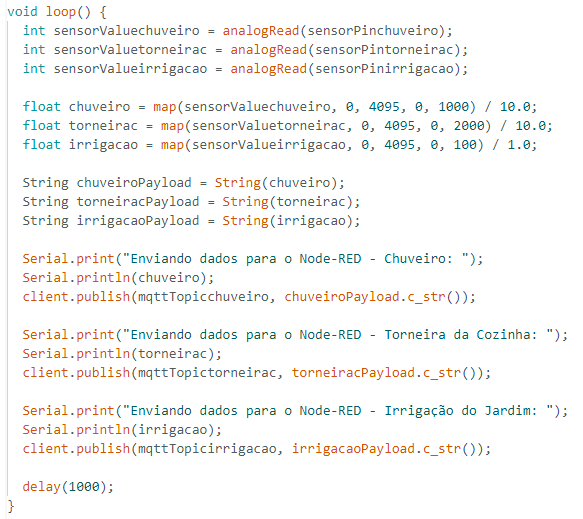 void loop() {
  int sensorValuechuveiro = analogRead(sensorPinchuveiro);
  int sensorValuetorneirac = analogRead(sensorPintorneirac);
  int sensorValueirrigacao = analogRead(sensorPinirrigacao);

  float chuveiro = map(sensorValuechuveiro, 0, 4095, 0, 1000) / 10.0;
  float torneirac = map(sensorValuetorneirac, 0, 4095, 0, 2000) / 10.0;
  float irrigacao = map(sensorValueirrigacao, 0, 4095, 0, 100) / 1.0;

  String chuveiroPayload = String(chuveiro);
  String torneiracPayload = String(torneirac);
  String irrigacaoPayload = String(irrigacao);

  Serial.print("Enviando dados para o Node-RED - Chuveiro: ");
  Serial.println(chuveiro);
  client.publish(mqttTopicchuveiro, chuveiroPayload.c_str());

  Serial.print("Enviando dados para o Node-RED - Torneira da Cozinha: ");
  Serial.println(torneirac);
  client.publish(mqttTopictorneirac, torneiracPayload.c_str());

  Serial.print("Enviando dados para o Node-RED - Irrigação do Jardim: ");
  Serial.println(irrigacao);
  client.publish(mqttTopicirrigacao, irrigacaoPayload.c_str());

  delay(1000);
}